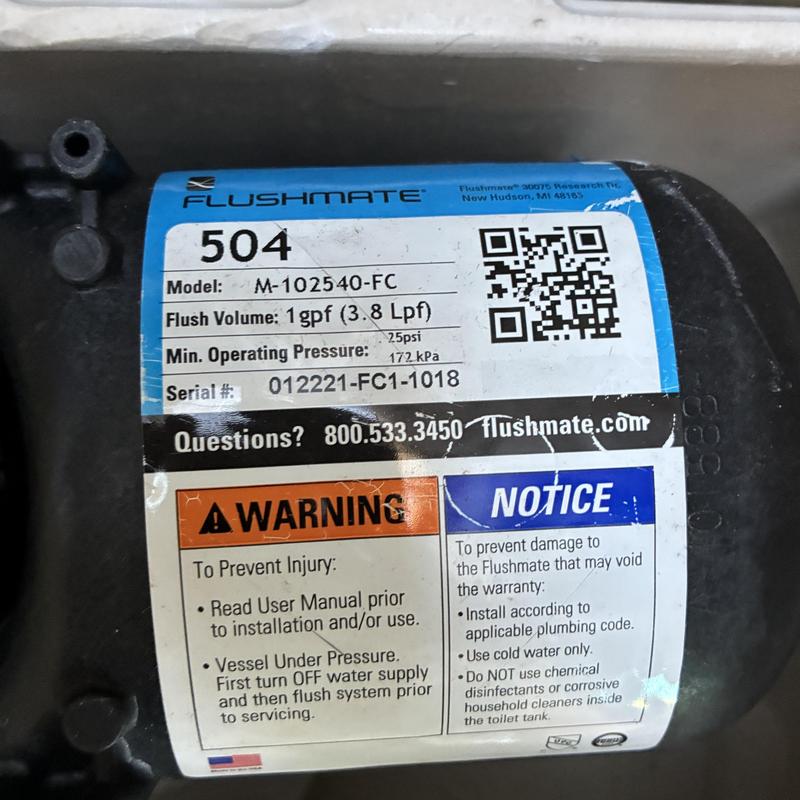 FLUSHMATE®
Flushmate® 30075 Research Dr.
New Hudson, MI 48165
504
Model: M-102540-FC
Flush Volume: 1gpf (3.8 Lpf)
Min. Operating Pressure: 25psi
172 kPa
Serial #: 012221-FC1-1018
Questions? 800.533.3450 flushmate.com
WARNING
To Prevent Injury:
• Read User Manual prior
to installation and/or use.
• Vessel Under Pressure.
First turn OFF water supply
and then flush system prior
to servicing.
NOTICE
To prevent damage to
the Flushmate that may void
the warranty:
• Install according to
applicable plumbing code.
• Use cold water only.
• Do NOT use chemical
disinfectants or corrosive
household cleaners inside
the toilet tank.
Made in the USA
UPC